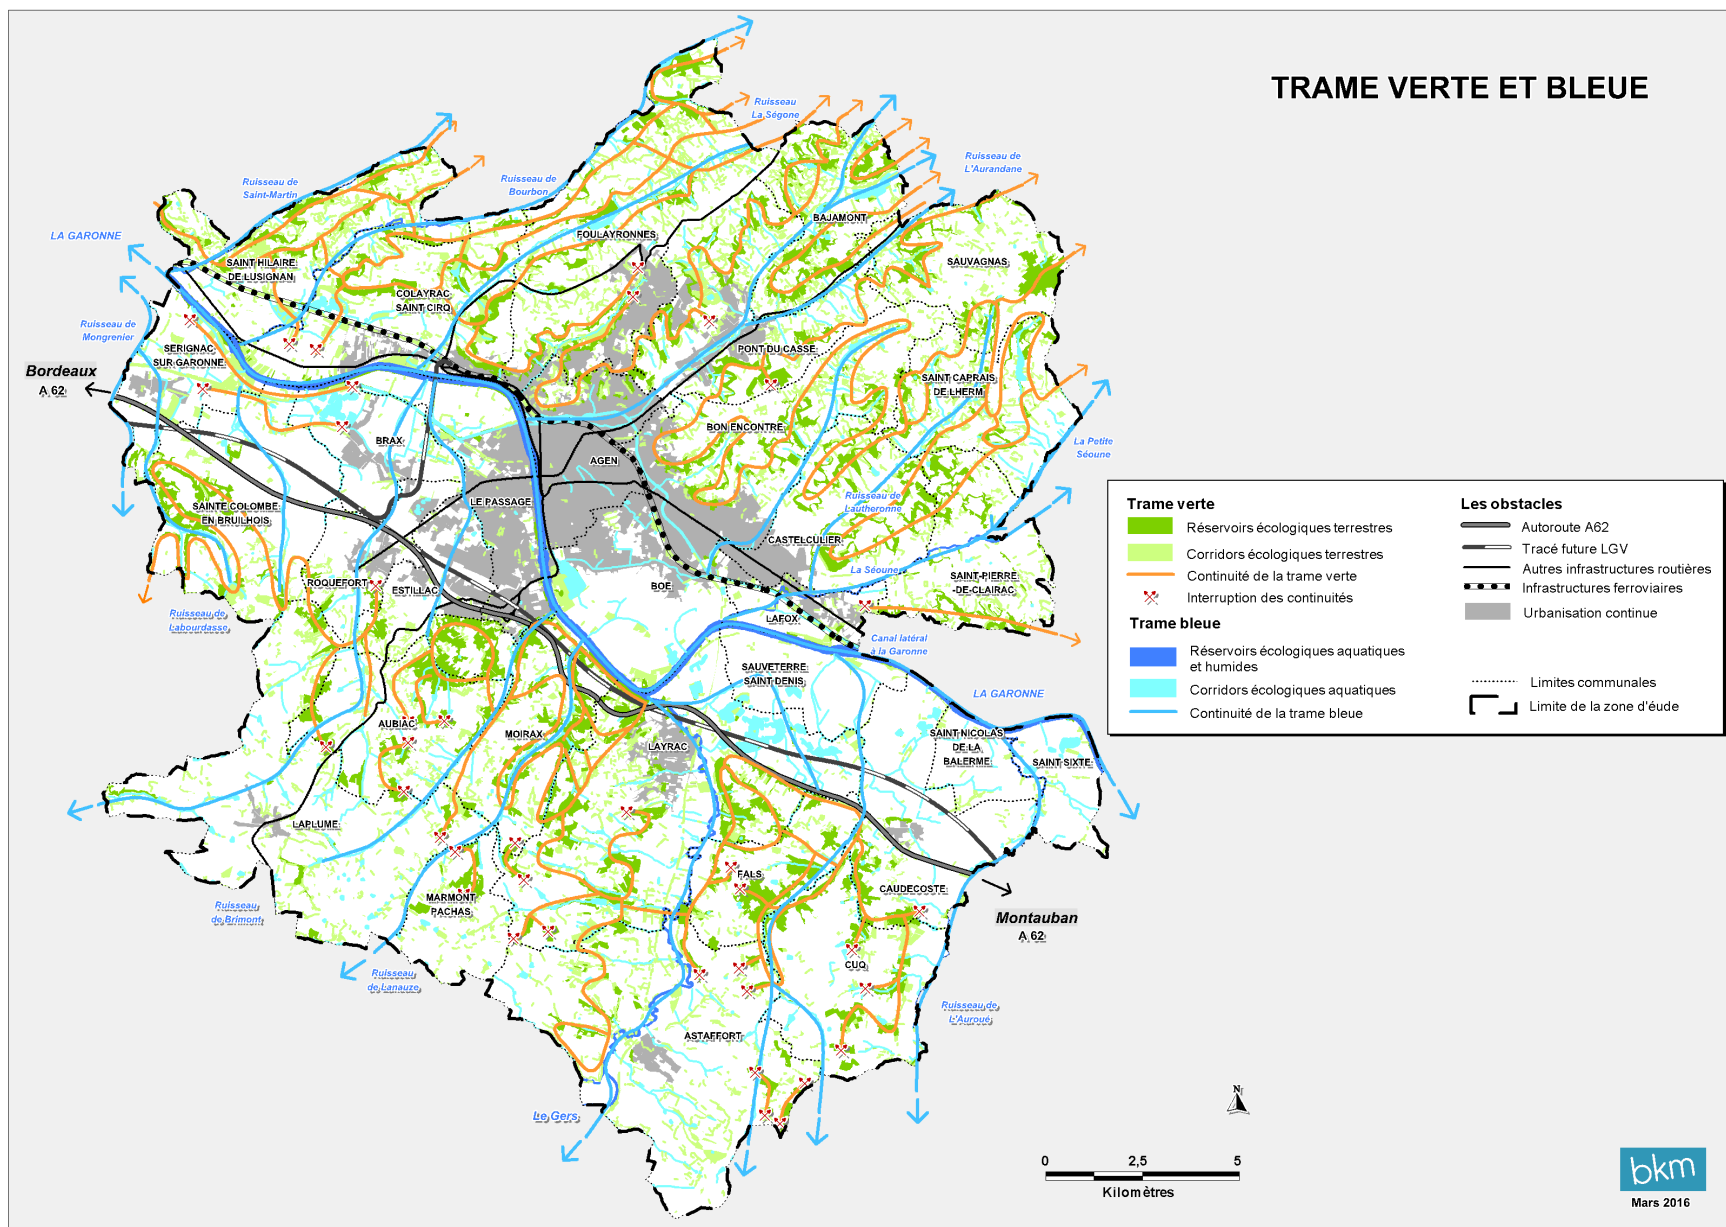 TRAME VERTE ET BLEUE
Ruisseau
La Ségone
Ruisseau de
L'Aurandane
Ruisseau de
Bourbon
Ruisseau de
Saint-Martin
LA GARONNE
BAJAMONT
FOULAYRONNES
SAUVAGNAS
SAINT HILAIRE
DE LUSIGNAN
COLAYRAC
SAINT CIRQ
Ruisseau de
Mongrenier
SERIGNAC
SUR GARONNE
PONT DU CASSE
Bordeaux
A 62
SAINT CAPRAIS
DE LHERM
BON ENCONTRE
BRAX
La Petite
Séoune
AGEN
LE PASSAGE
Ruisseau de
Lautheronne
SAINTE COLOMBE
EN BRUILHOIS
CASTELCULIER
La Séoune
SAINT-PIERRE
-DE-CLAIRAC
ROQUEFORT
ESTILLAC
BOE
LAFOX
Ruisseau de
Labourdasse
Canal latéral
à la Garonne
SAUVETERRE
SAINT DENIS
LA GARONNE
AUBIAC
MOIRAX
LAYRAC
SAINT NICOLAS
DE LA
BALERME
SAINT SIXTE
LAPLUME
FALS
CAUDECOSTE
MARMONT
PACHAS
Ruisseau
de Brimont
Montauban
A 62
CUQ
Ruisseau
de Lanauze
Ruisseau de
L'Auroué
ASTAFFORT
Le Gers
Trame verte
Réservoirs écologiques terrestres
Corridors écologiques terrestres
Continuité de la trame verte
Interruption des continuités
Trame bleue
Réservoirs écologiques aquatiques
et humides
Corridors écologiques aquatiques
Continuité de la trame bleue
Les obstacles
Autoroute A62
Tracé future LGV
Autres infrastructures routières
Infrastructures ferroviaires
Urbanisation continue
Limites communales
Limite de la zone d'éude
N
0 2,5 5
Kilomètres
bkm
Mars 2016